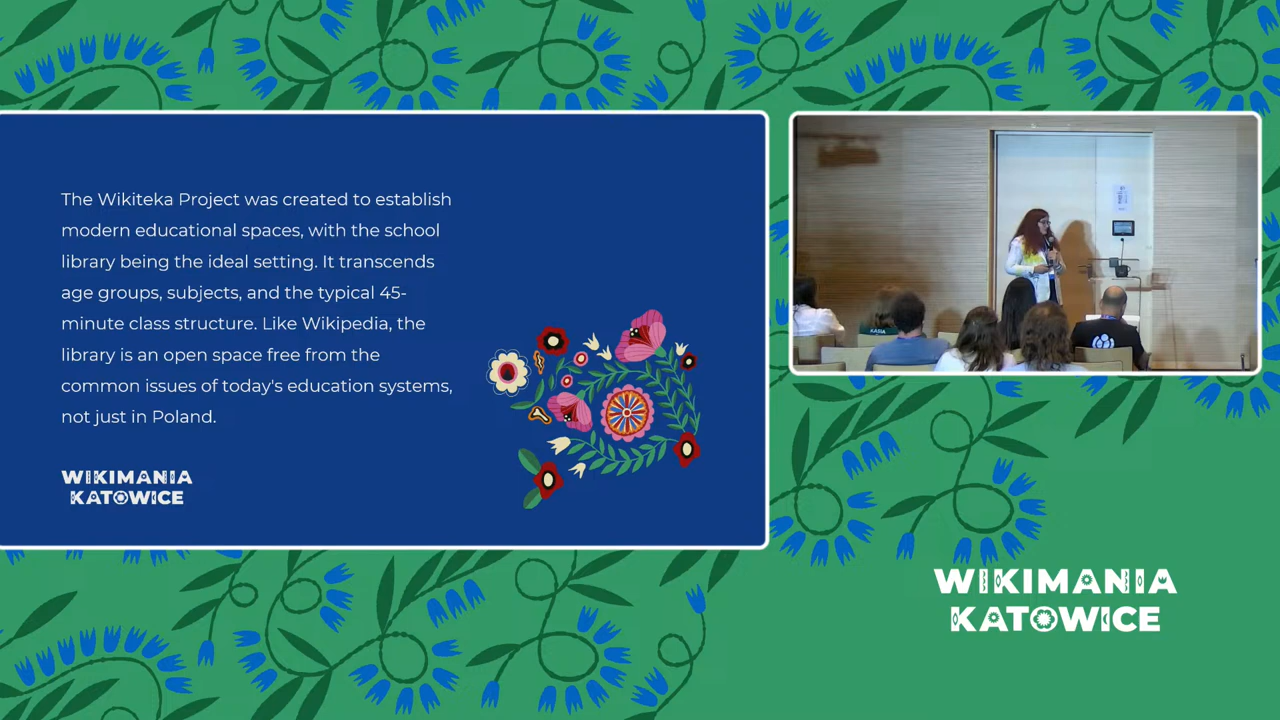 The Wikiteka Project was created to establish
modern educational spaces, with the school
library being the ideal setting. It transcends
age groups, subjects, and the typical 45-
minute class structure. Like Wikipedia, the
library is an open space free from the
common issues of today's education systems,
not just in Poland.
WIKIMANIA
KATOWICE
KASIA
WIKIMANIA
KATOWICE